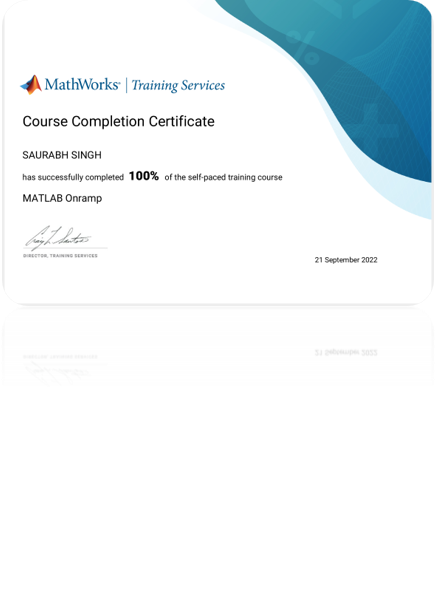 MathWorks® | Training Services
Course Completion Certificate
SAURABH SINGH
has successfully completed 100% of the self-paced training course
MATLAB Onramp
DIRECTOR, TRAINING SERVICES
21 September 2022